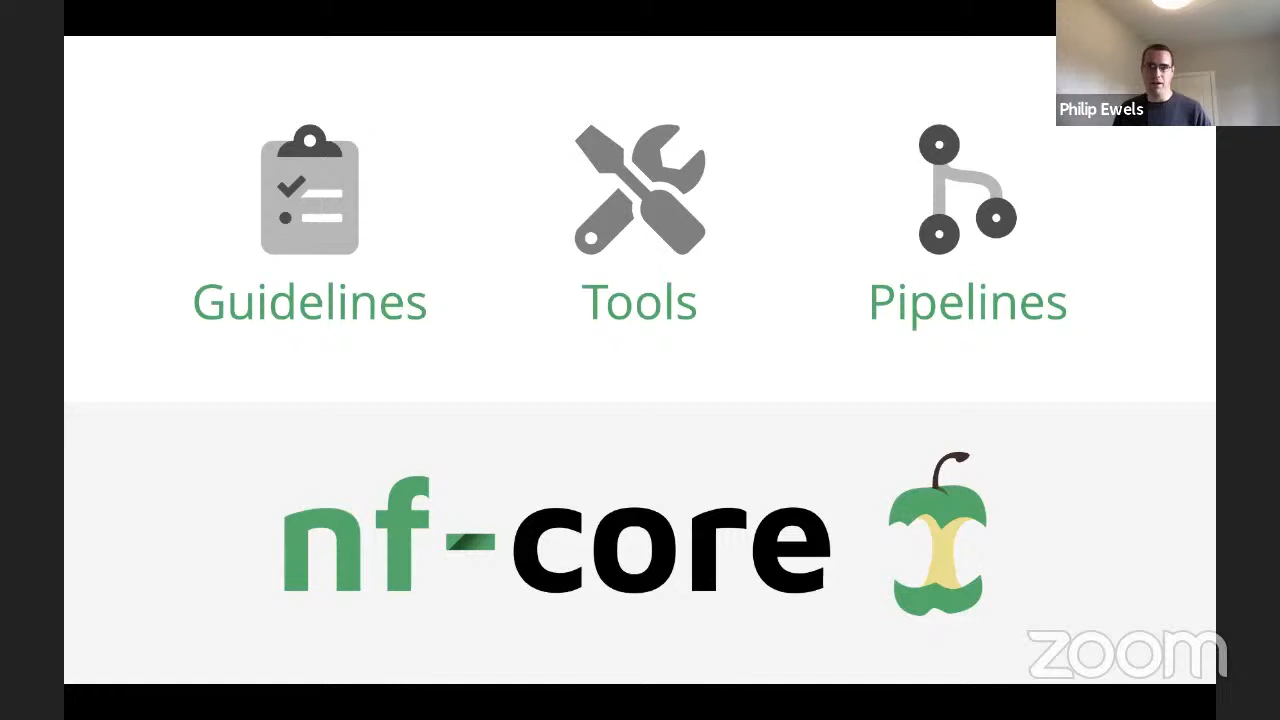 Philip Ewels
Guidelines
Tools
Pipelines
nf-core
zoom